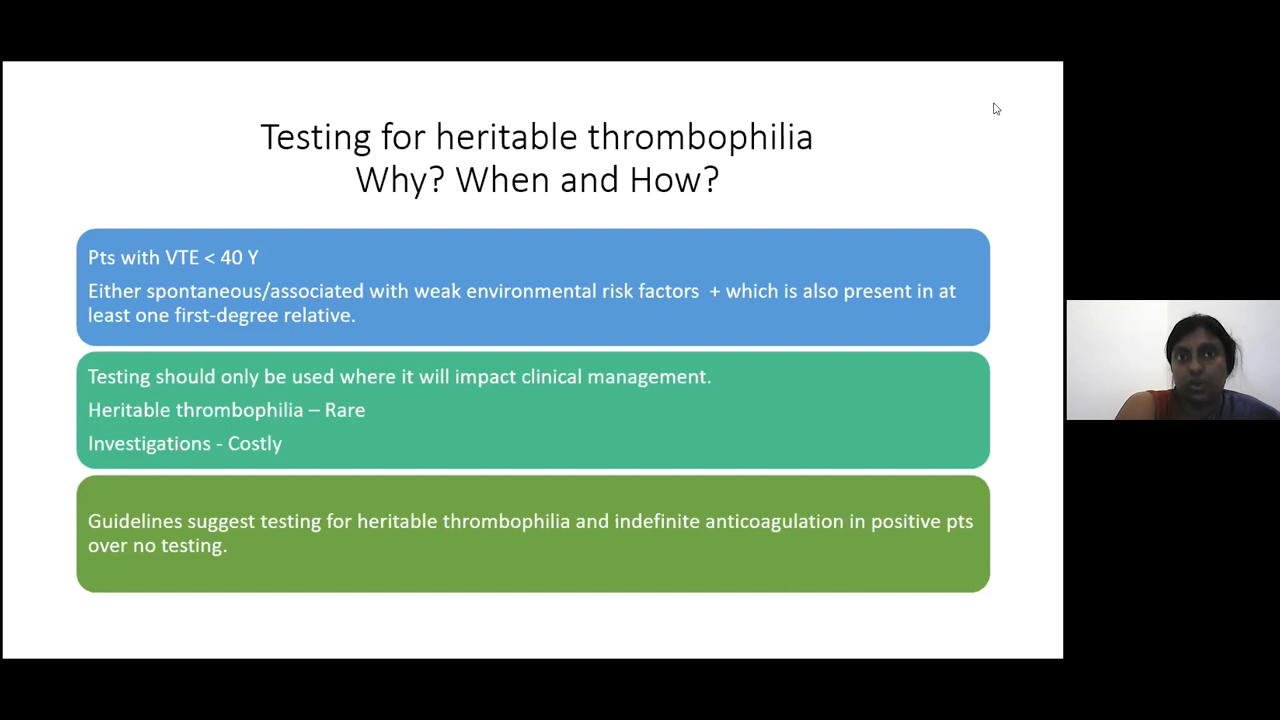 Testing for heritable thrombophilia
Why? When and How?
Pts with VTE < 40 Y
Either spontaneous/associated with weak environmental risk factors  + which is also present in at
least one first-degree relative.
Testing should only be used where it will impact clinical management.
Heritable thrombophilia – Rare
Investigations - Costly
Guidelines suggest testing for heritable thrombophilia and indefinite anticoagulation in positive pts
over no testing.